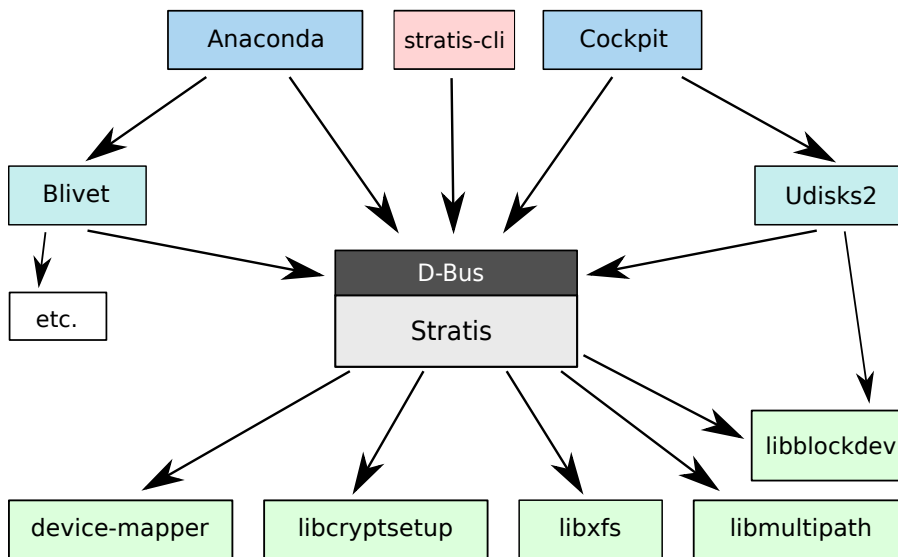 Anaconda
stratis-cli
Cockpit
Blivet
Udisks2
D-Bus
etc.
Stratis
libblockdev
device-mapper
libcryptsetup
libxfs
libmultipath